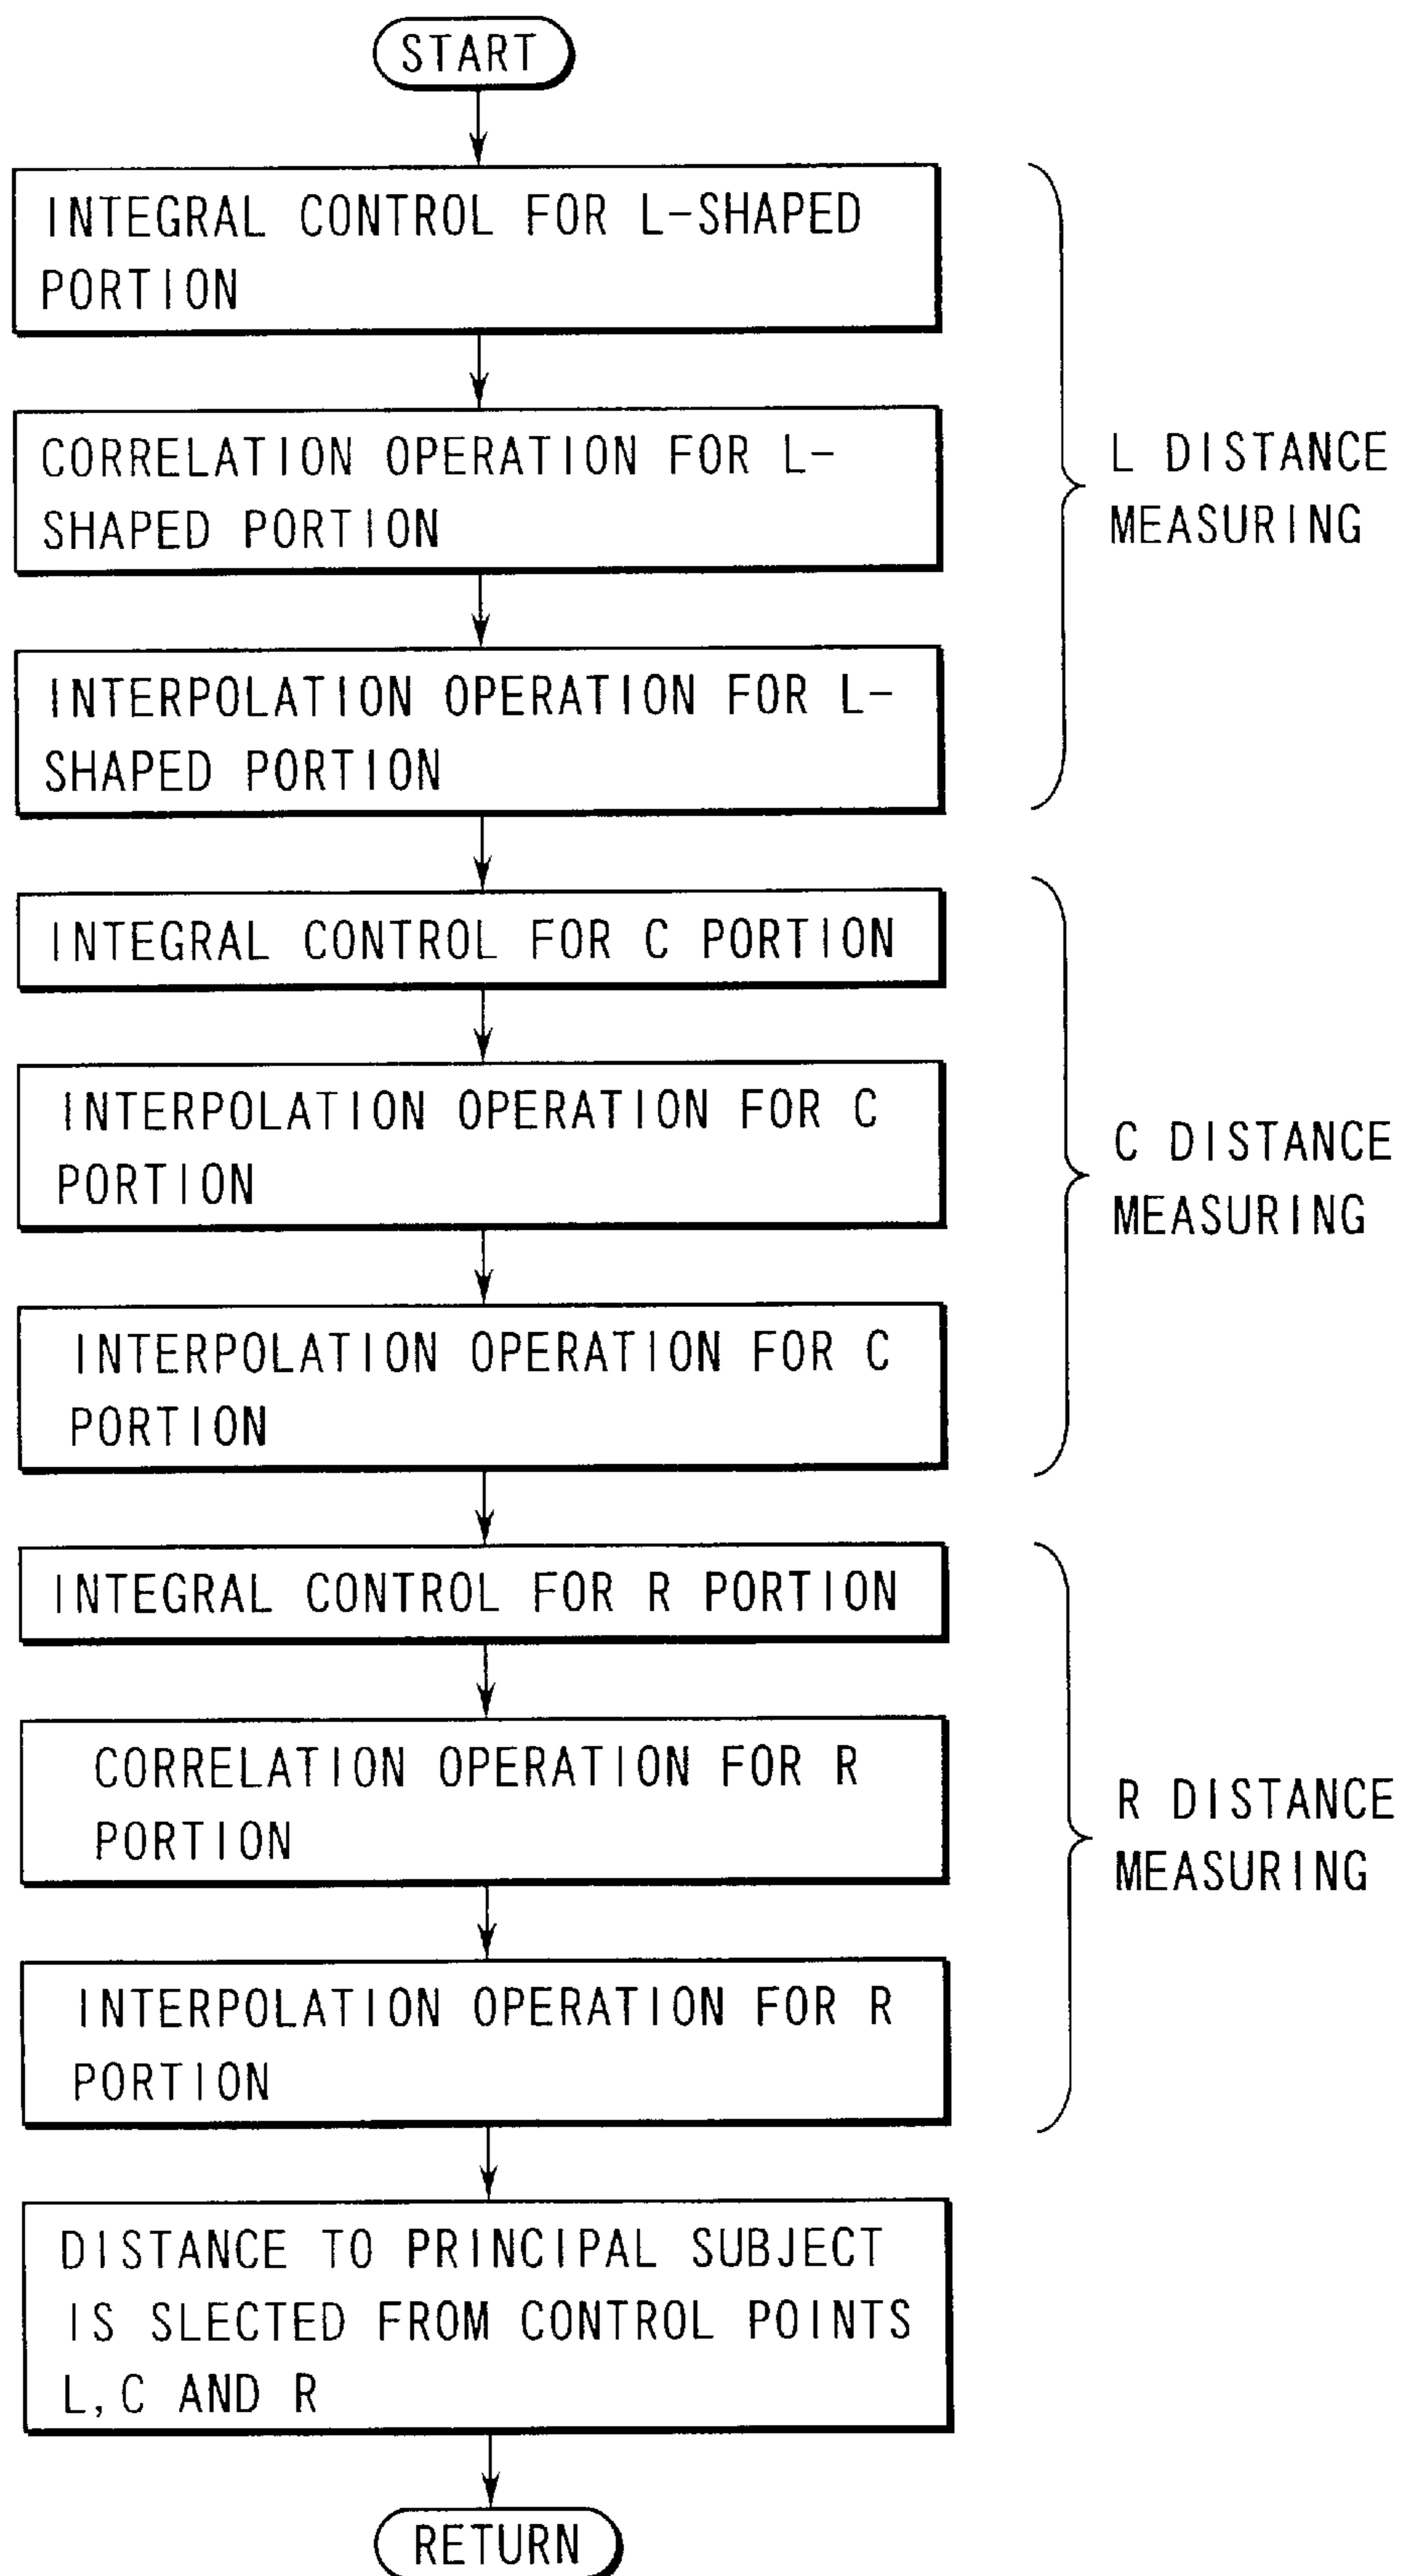 START
INTEGRAL CONTROL FOR L-SHAPED
PORTION
CORRELATION OPERATION FOR L-
SHAPED PORTION
INTERPOLATION OPERATION FOR L-
SHAPED PORTION
L DISTANCE
MEASURING
INTEGRAL CONTROL FOR C PORTION
INTERPOLATION OPERATION FOR C
PORTION
INTERPOLATION OPERATION FOR C
PORTION
C DISTANCE
MEASURING
INTEGRAL CONTROL FOR R PORTION
CORRELATION OPERATION FOR R
PORTION
INTERPOLATION OPERATION FOR R
PORTION
R DISTANCE
MEASURING
DISTANCE TO PRINCIPAL SUBJECT
IS SLECTED FROM CONTROL POINTS
L, C AND R
RETURN